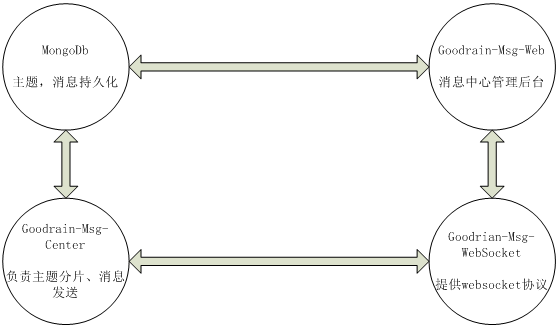 MongoDb
主题，消息持久化
Goodrain-Msg-Web
消息中心管理后台
Goodrain-Msg-
Center
负责主题分片、消息
发送
Goodrian-Msg-
WebSocket
提供websocket协议